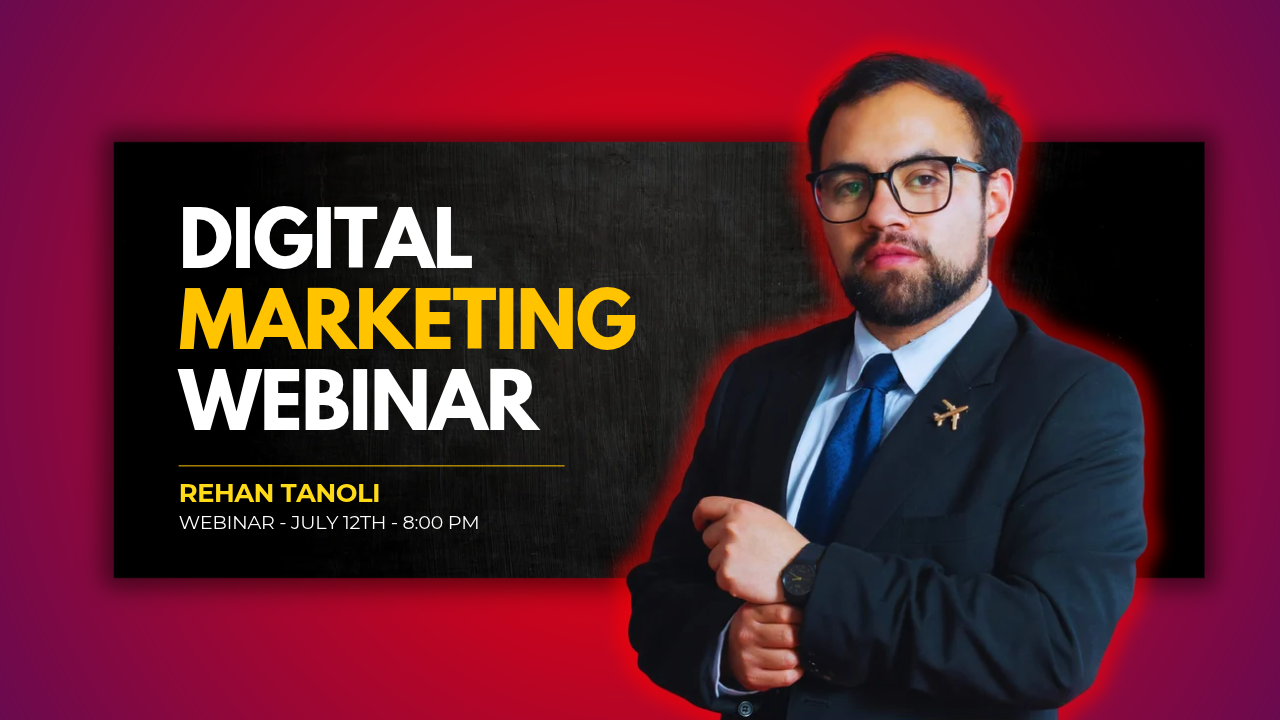 DIGITAL
MARKETING
WEBINAR
REHAN TANOLI
WEBINAR - JULY 12TH - 8:00 PM